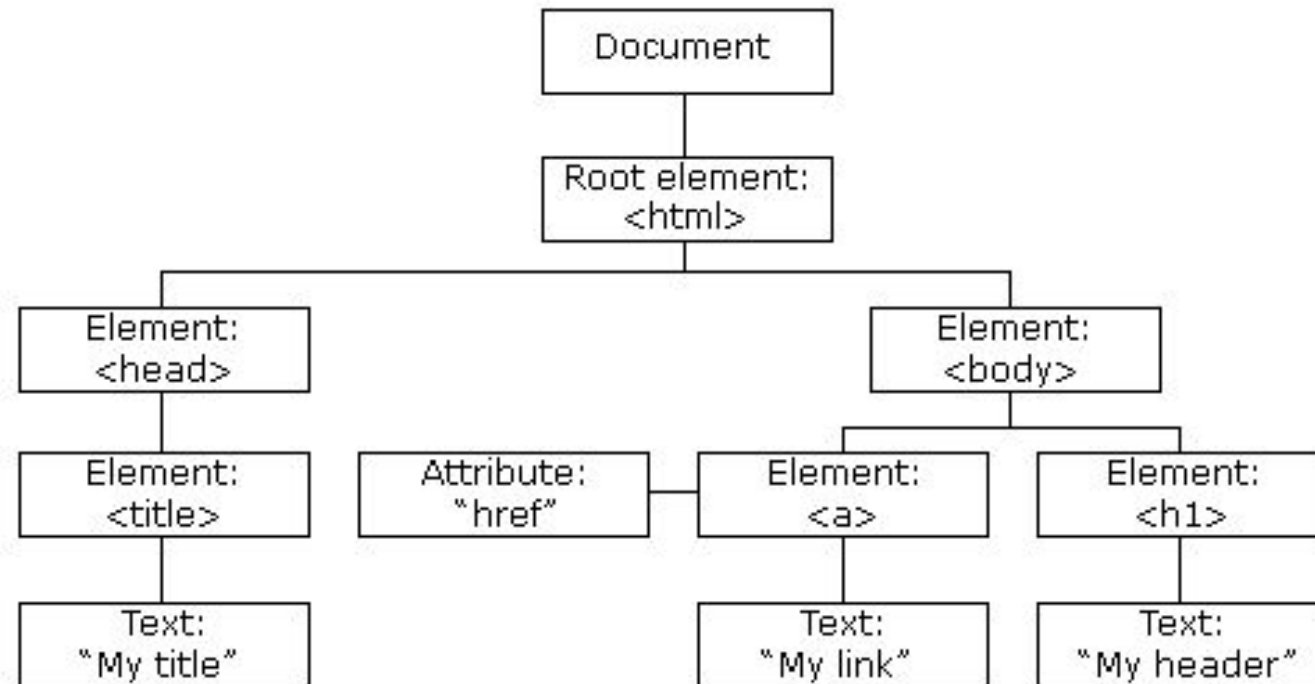 Document
Root element:
<html>
Element:
<head>
Element:
<body>
Element:
<title>
Attribute:
“href”
Element:
<a>
Element:
<h1>
Text:
“My title”
Text:
“My link”
Text:
“My header”